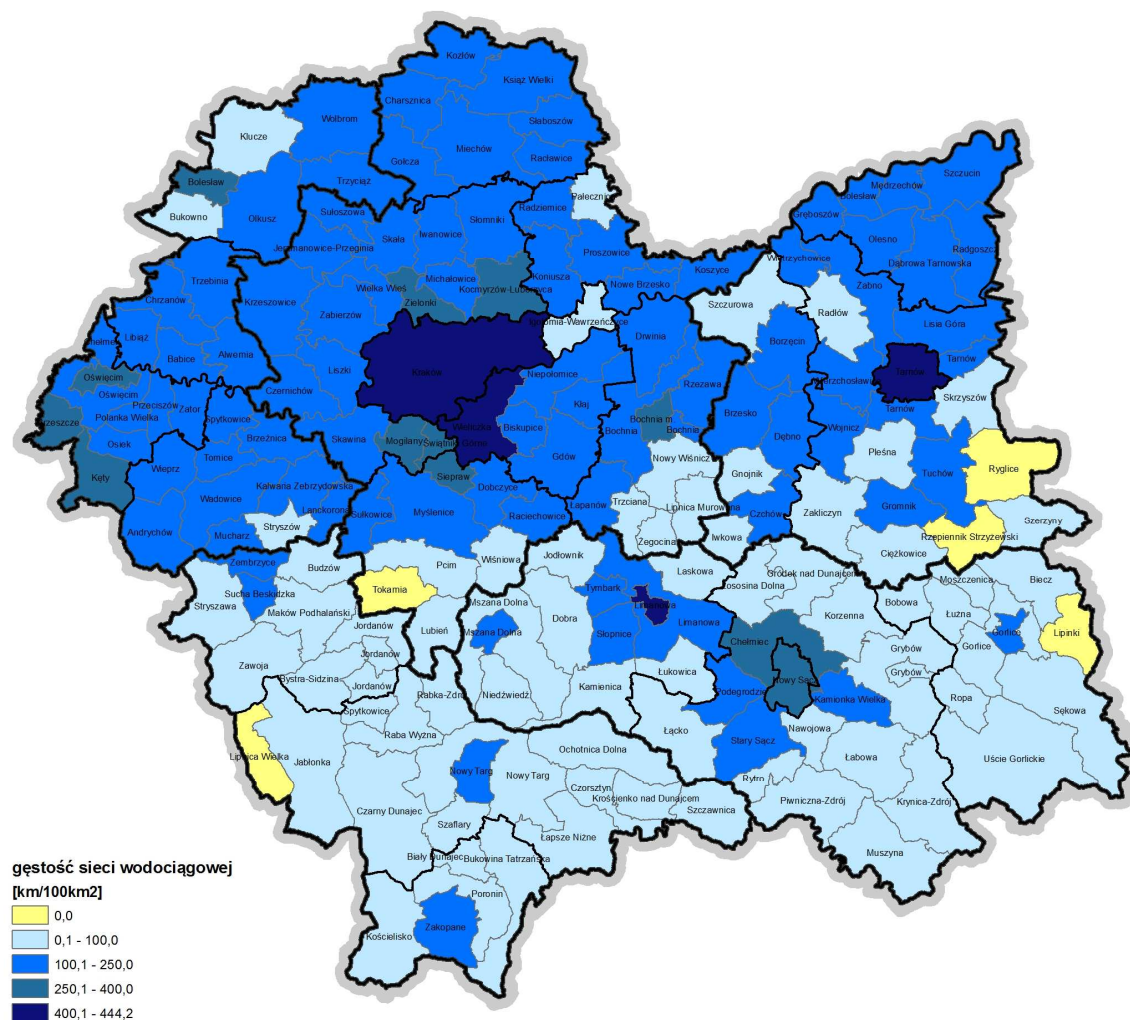 Kozłów
Książ Wielki
Charsznica
Wolbrom
Słaboszów
Klucze
Miechów
Racławice
Gołcza
Szczucin
Mędrzechów
Bolesław
Trzyciąż
Pałecznica
Bolesław
Gręboszów
Sułoszowa
Radziemice
Bukowno
Olkusz
Słomniki
Olesno
Iwanowice
Skała
Jerzmanowice-Przeginia
Radgoszcz
Proszowice
Dąbrowa Tarnowska
Wietrzychowice
Koszyce
Trzebinia
Michałowice
Koniusza
Wielka Wieś
Kocmyrzów-Luborzyca
Nowe Brzesko
Żabno
Chrzanów
Krzeszowice
Zielonki
Szczurowa
Radłów
Zabierzów
Igołomia-Wawrzeńczyce
Lisia Góra
Libiąż
Drwinia
Borzęcin
Chełmek
Babice
Alwernia
Liszki
Tarnów
Kraków
Niepołomice
Tarnów
Oświęcim
Rzezawa
Wierzchosławice
Przeciszów
Czernichów
Oświęcim
Kłaj
Skrzyszów
Zator
Brzeszcze
Polanka Wielka
Spytkowice
Brzesko
Tarnów
Bochnia m
Wieliczka
Biskupice
Wojnicz
Bochnia
Bochnia
Dębno
Brzeźnica
Skawina
Mogilany
Świątniki Górne
Osiek
Pleśna
Tomice
Nowy Wiśnicz
Gdów
Wieprz
Ryglice
Gnojnik
Tuchów
Kęty
Siepraw
Kalwaria Zebrzydowska
Dobczyce
Wadowice
Zakliczyn
Trzciana
Lipnica Murowana
Łapanów
Czchów
Gromnik
Lanckorona
Sułkowice
Myślenice
Raciechowice
Szerzyny
Stryszów
Andrychów
Mucharz
Rzepiennik Strzyżewski
Żegocina
Iwkowa
Ciężkowice
Wiśniowa
Jodłownik
Zembrzyce
Pcim
Budzów
Laskowa
Gródek nad Dunajcem
Moszczenica
Biecz
Łososina Dolna
Tokarnia
Tymbark
Sucha Beskidzka
Stryszawa
Bobowa
Mszana Dolna
Limanowa
Łużna
Maków Podhalański
Dobra
Korzenna
Limanowa
Jordanów
Mszana Dolna
Lipinki
Słopnice
Chełmiec
Gorlice
Lubień
Grybów
Gorlice
Jordanów
Zawoja
Łukowica
Grybów
Bystra-Sidzina
Nowy Sącz
Jordanów
Niedźwiedź
Kamienica
Rabka-Zdrój
Podegrodzie
Kamionka Wielka
Ropa
Sękowa
Spytkowice
Łącko
Nawojowa
Raba Wyżna
Stary Sącz
Ochotnica Dolna
Lipnica Wielka
Łabowa
Uście Gorlickie
Jabłonka
Nowy Targ
Nowy Targ
Rytro
Czorsztyn
Piwniczna-Zdrój
Krościenko nad Dunajcem
Krynica-Zdrój
Czarny Dunajec
Szczawnica
Szaflary
Łapsze Niżne
Muszyna
Biały Dunajec
Bukowina Tatrzańska
gęstość sieci wodociągowej
[km/100km2]
Poronin
Zakopane
Kościelisko
0,0
0,1 - 100,0
100,1 - 250,0
250,1 - 400,0
400,1 - 444,2